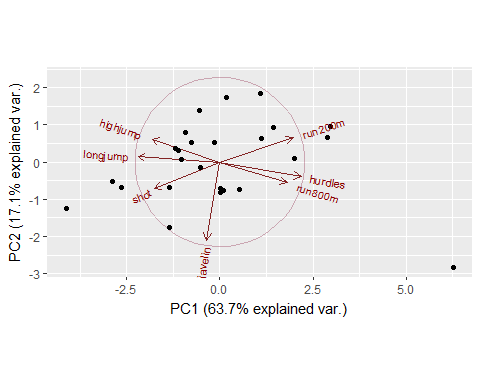 2
1
0
-1
-2
-3
PC2 (17.1% explained var.)
highjump
run200m
longjump
hurdles
run800m
shot
javelin
-2.5
0.0
2.5
5.0
PC1 (63.7% explained var.)